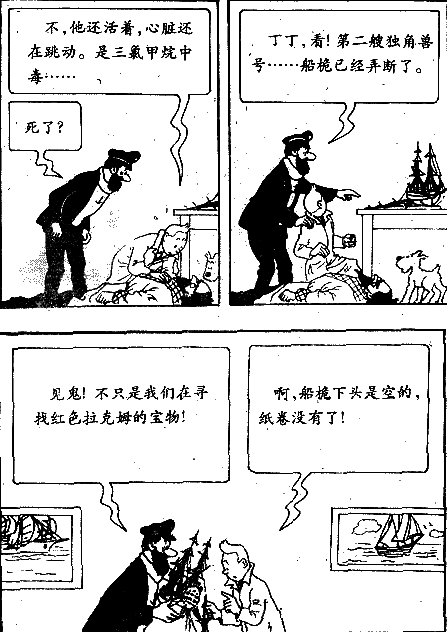 不,他还活着,心脏还
在跳动。是三氯甲烷中
毒……
死了?
丁丁,看!第二艘独角兽
号……船桅已经弄断了。
见鬼!不只是我们在寻
找红色拉克姆的宝物!
啊,船桅下头是空的,
纸卷没有了!